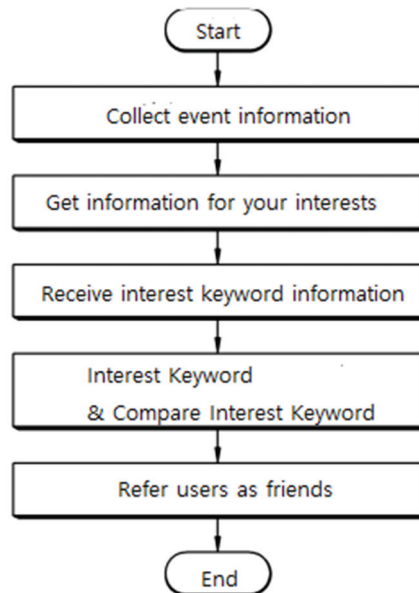 Start
Collect event information
Get information for your interests
Receive interest keyword information
Interest Keyword
& Compare Interest Keyword
Refer users as friends
End